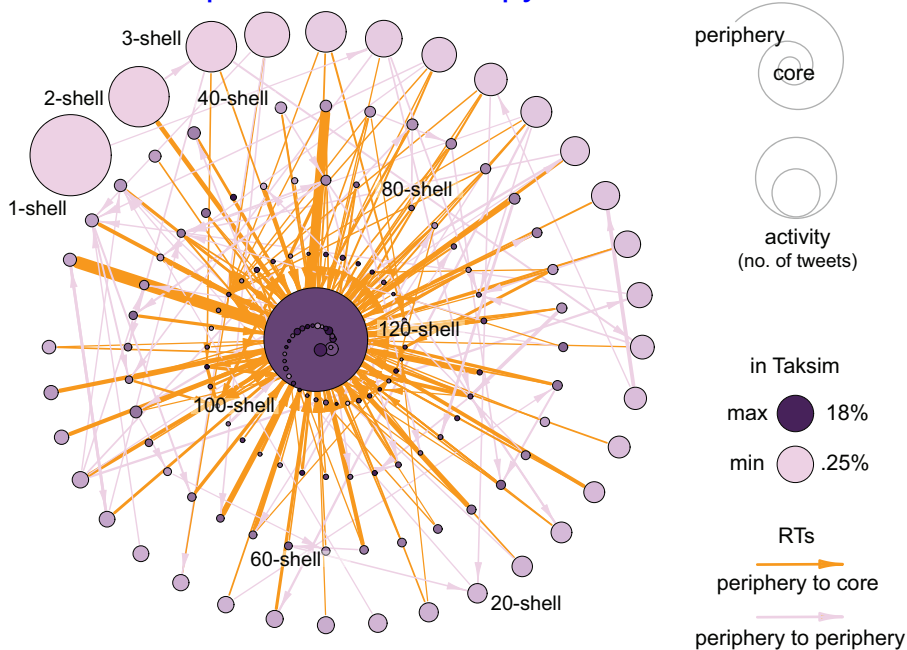 3-shell
2-shell
40-shell
1-shell
80-shell
120-shell
100-shell
60-shell
20-shell
periphery
core
activity
(no. of tweets)
in Taksim
max 18%
min .25%
RTs
periphery to core
periphery to periphery